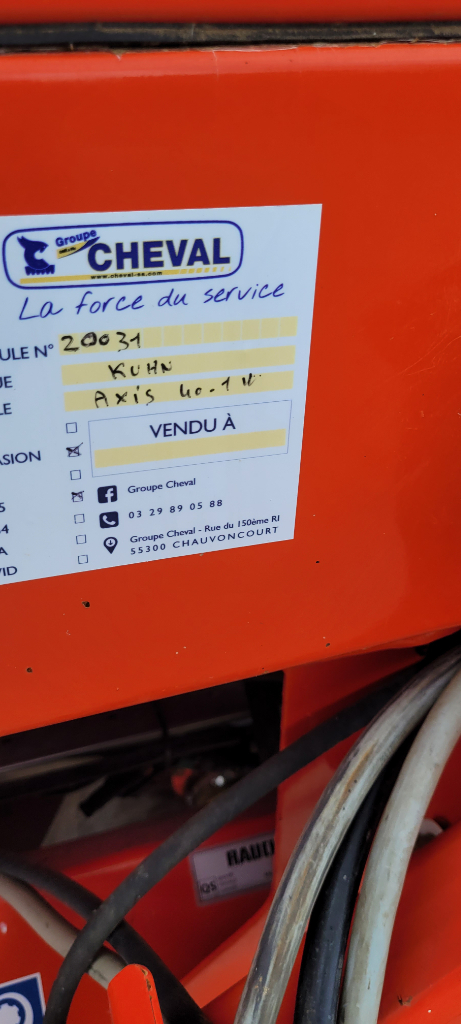 Groupe
CHEVAL
www.cheval-sa.com
La force du service
ULE N° 20031
UE KUHN
LE AXIS 40.1
VENDU À
ASION
Groupe Cheval
03 29 89 05 88
Groupe Cheval - Rue du 150ème RI
55300 CHAUVONCOURT
VID
RAUC